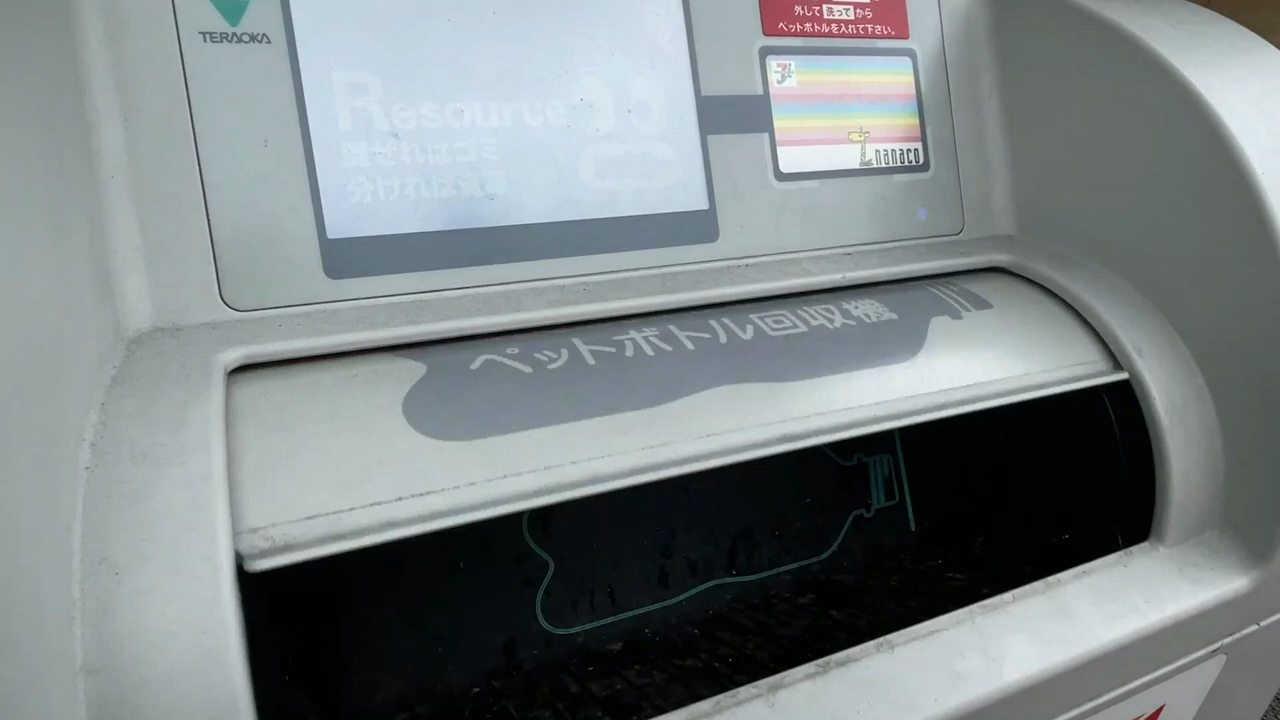 TERAOKA
外して洗ってから
ペットボトルを入れて下さい。
Resource
混ぜればゴミ
分ければ資源
nanaco
ペットボトル回収機